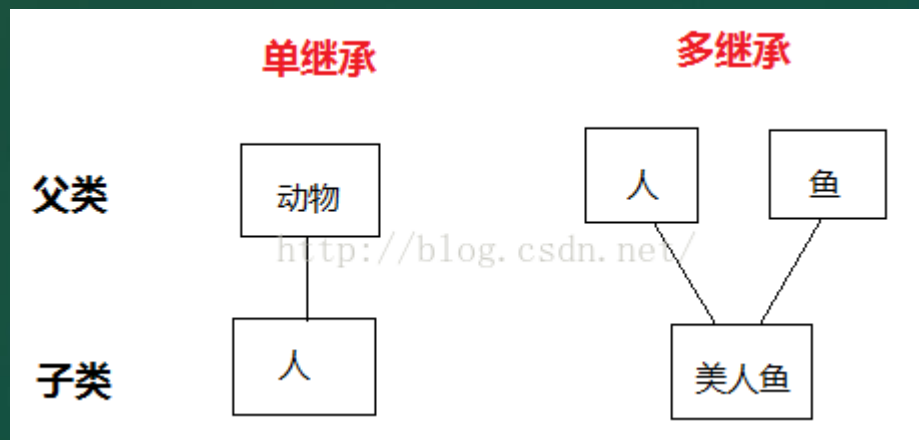 单继承
多继承
父类
动物
人
鱼
http://blog.csdn.net/
子类
人
美人鱼